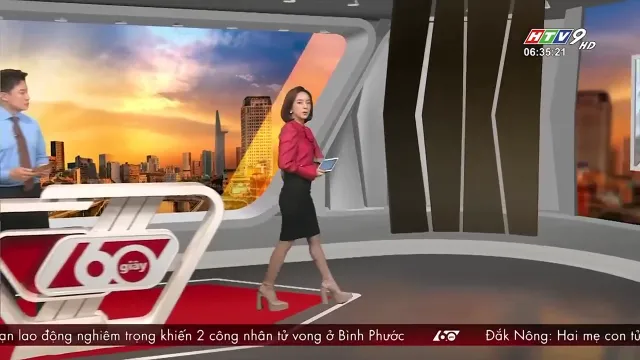 HTV9 HD
06:35:21
60 giây
ạn lao động nghiêm trọng khiến 2 công nhân tử vong ở Bình Phước 60 Đắk Nông: Hai mẹ con tử